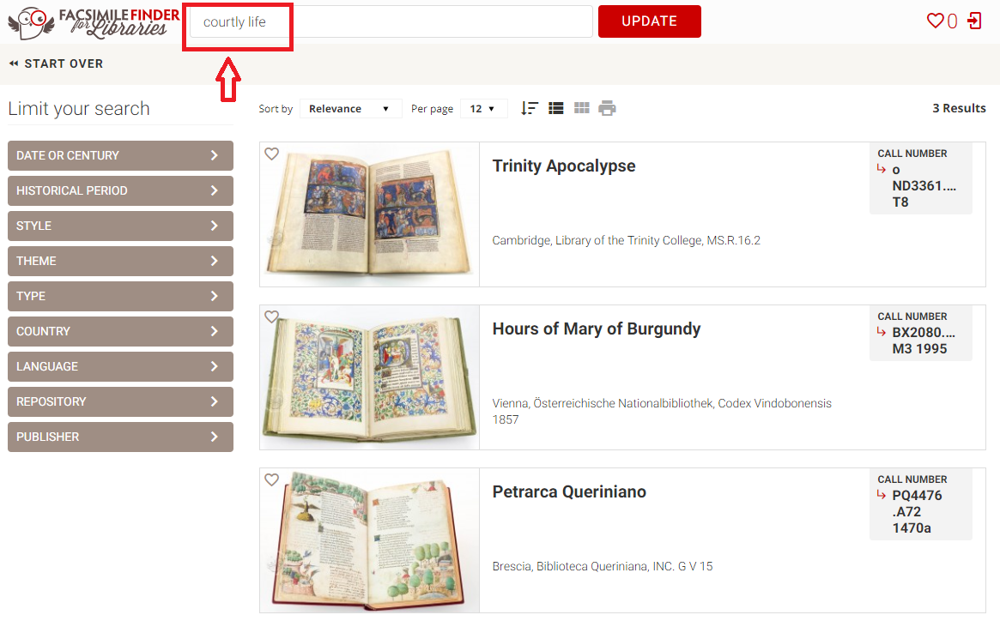 FACSIMILEFINDER
for Libraries
courtly life
UPDATE
0
START OVER
Limit your search
Sort by Relevance Per page 12
3 Results
DATE OR CENTURY
HISTORICAL PERIOD
STYLE
THEME
TYPE
COUNTRY
LANGUAGE
REPOSITORY
PUBLISHER
Trinity Apocalypse
Cambridge, Library of the Trinity College, MS.R.16.2
CALL NUMBER
o
ND3361....
T8
Hours of Mary of Burgundy
Vienna, Österreichische Nationalbibliothek, Codex Vindobonensis
1857
CALL NUMBER
BX2080....
M3 1995
Petrarca Queriniano
Brescia, Biblioteca Queriniana, INC. G V 15
CALL NUMBER
PQ4476
.A72
1470a